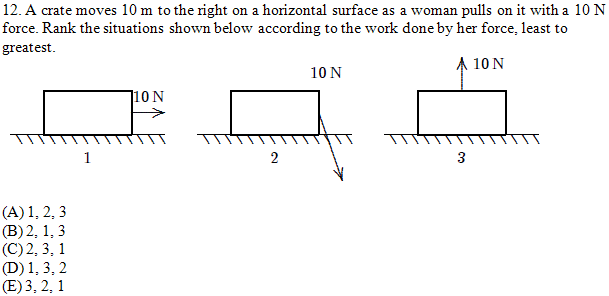 12. A crate moves 10 m to the right on a horizontal surface as a woman pulls on it with a 10 N
force. Rank the situations shown below according to the work done by her force, least to
greatest.
10 N
10 N
10 N
1
2
3
(A) 1, 2, 3
(B) 2, 1, 3
(C) 2, 3, 1
(D) 1, 3, 2
(E) 3, 2, 1